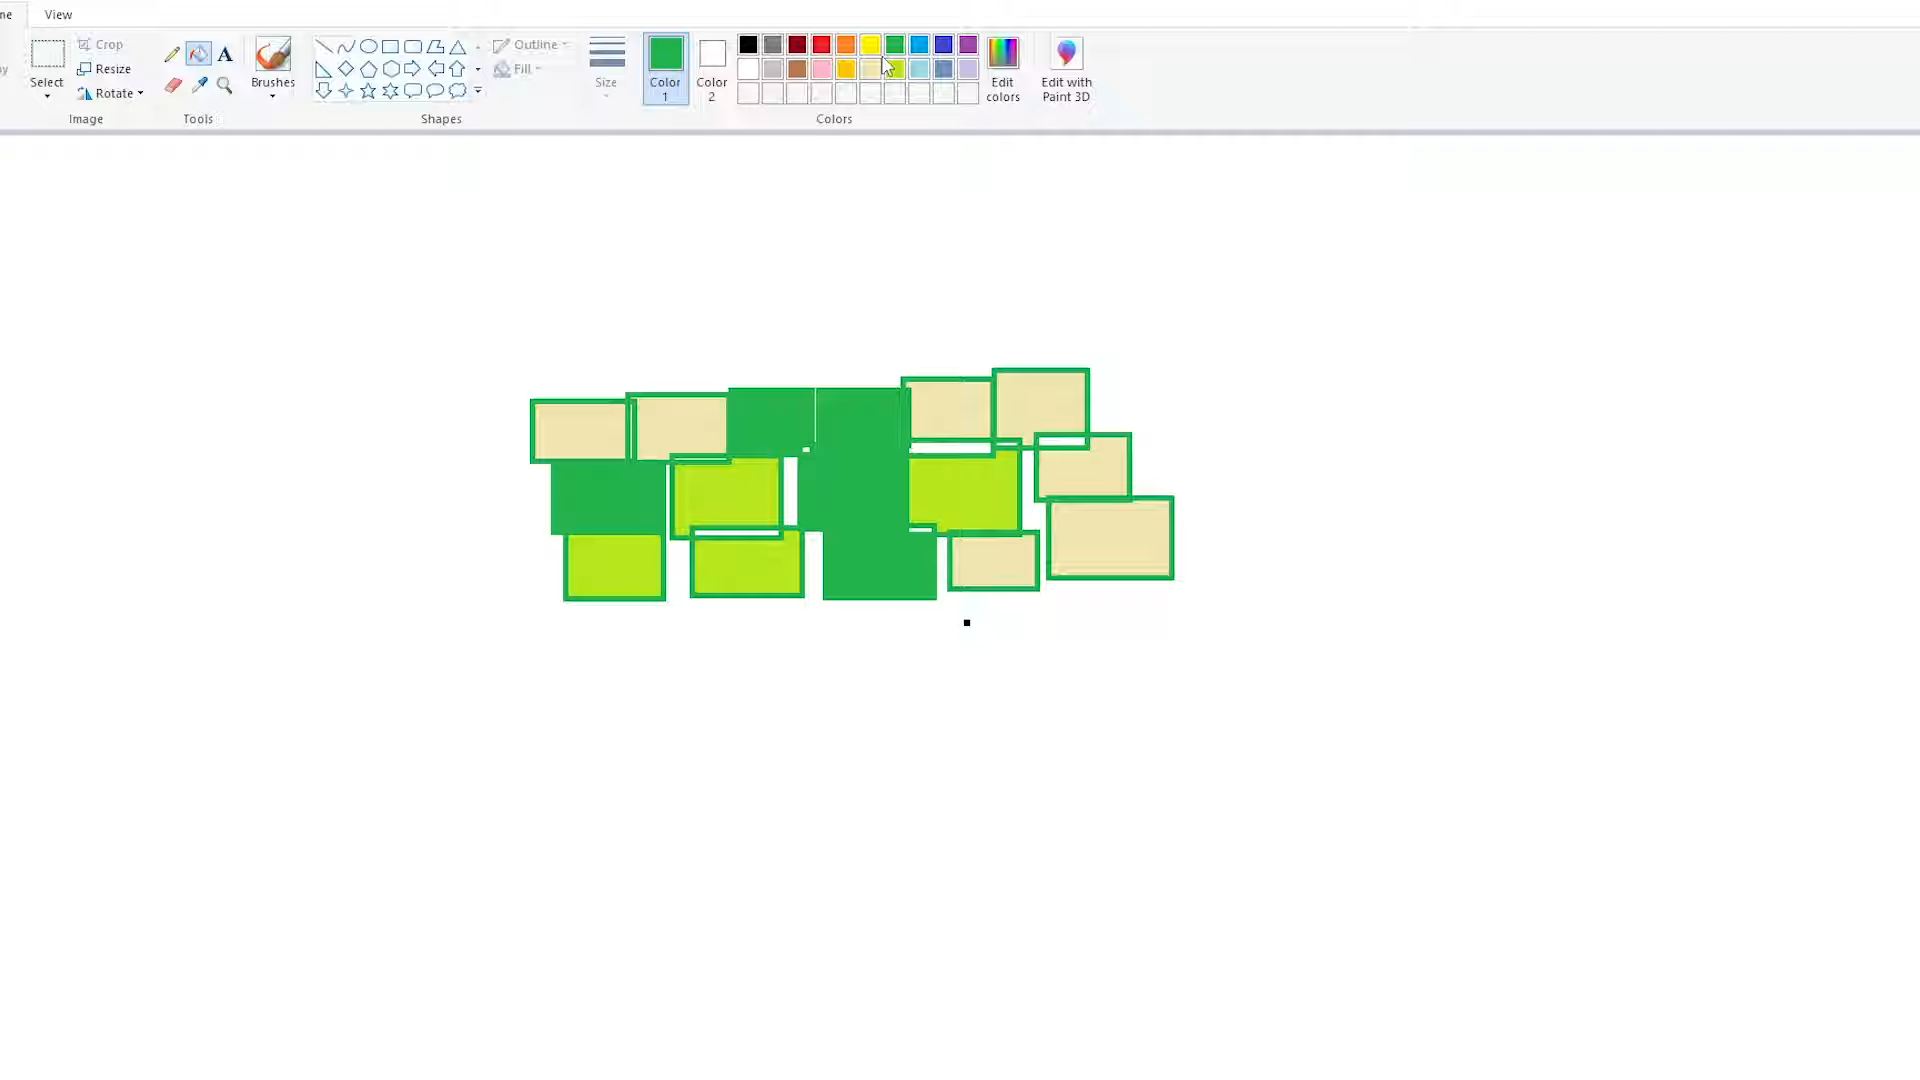 ne View
Select
Crop
Resize
Rotate
Image
A
Tools
Brushes
Shapes
Outline
Fill
Size
Color 1
Color 2
Colors
Edit colors
Edit with Paint 3D